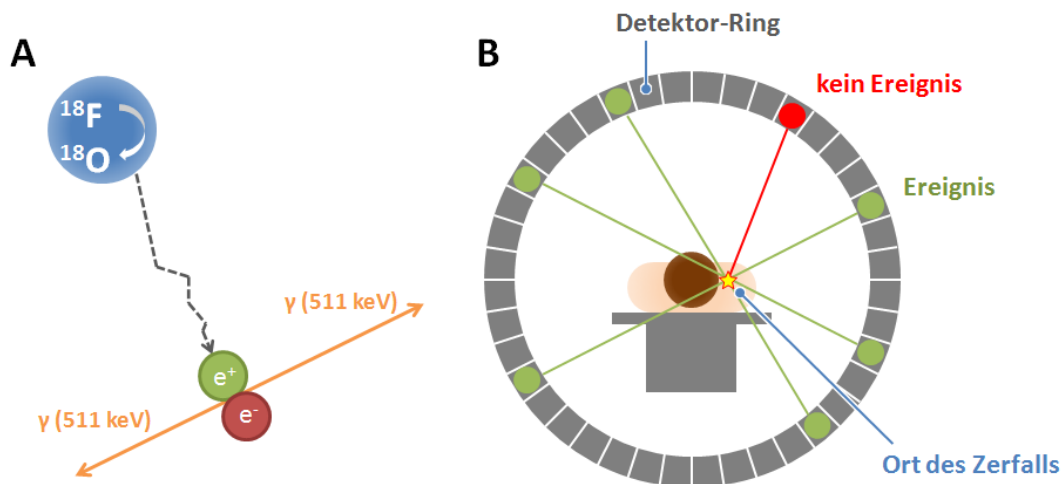 A
¹⁸F
¹⁸O
γ (511 keV)
e⁺
e⁻
γ (511 keV)
B
Detektor-Ring
kein Ereignis
Ereignis
Ort des Zerfalls